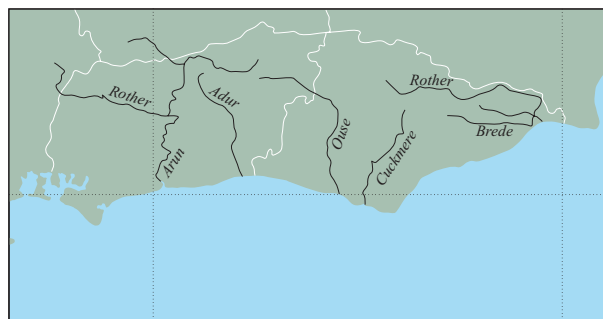 Rother
Rother
Adur
Arun
Ouse
Cuckmere
Brede